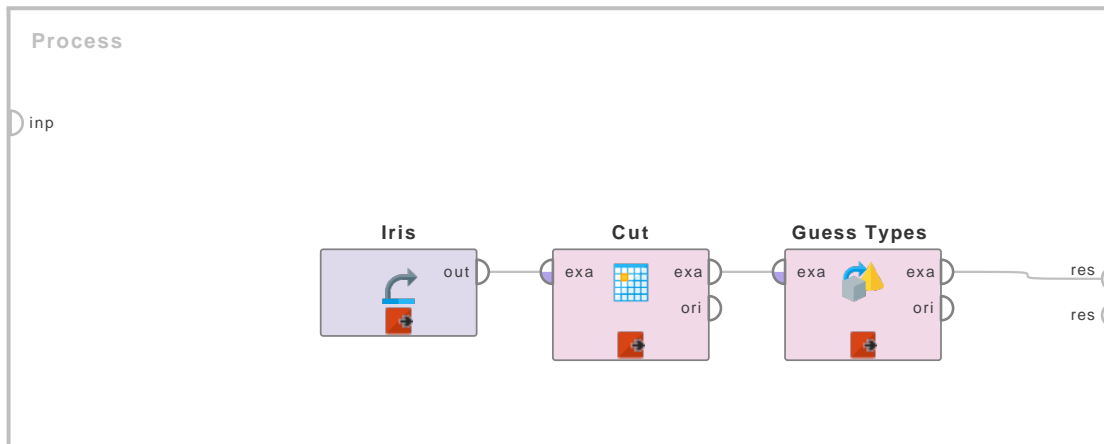 Process
inp
Iris
Cut
Guess Types
out
exa
exa
exa
exa
res
ori
ori
res